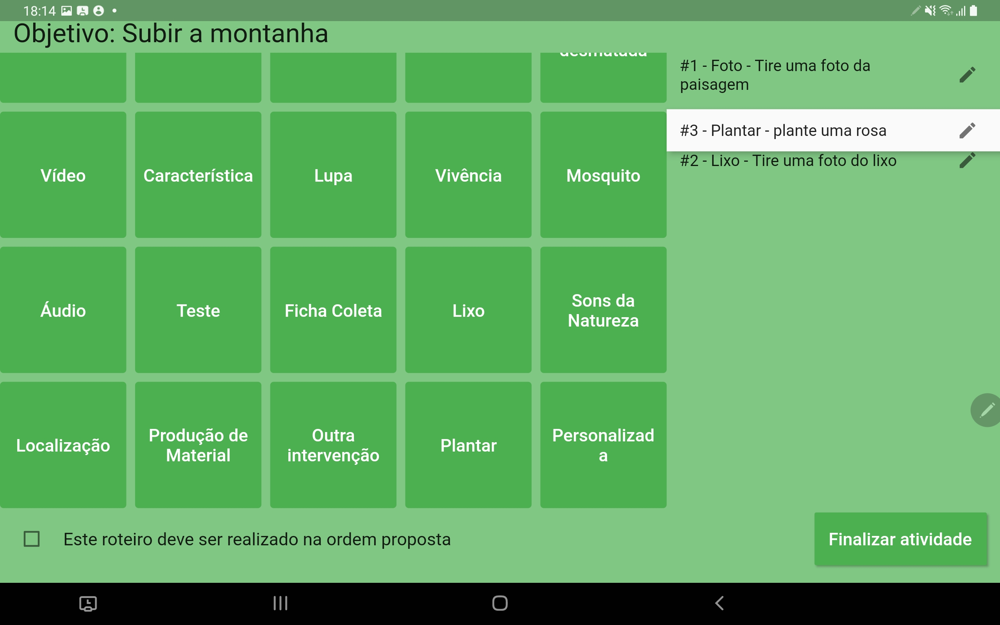 18:14
Objetivo: Subir a montanha
desmatada
Vídeo
Característica
Lupa
Vivência
Mosquito
Áudio
Teste
Ficha Coleta
Lixo
Sons da
Natureza
Localização
Produção de
Material
Outra
intervenção
Plantar
Personalizad
a
#1 - Foto - Tire uma foto da
paisagem
#3 - Plantar - plante uma rosa
#2 - Lixo - Tire uma foto do lixo
Este roteiro deve ser realizado na ordem proposta
Finalizar atividade